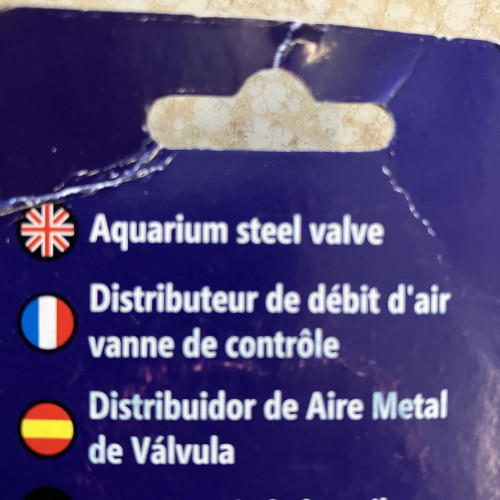 Aquarium steel valve
Distributeur de débit d'air
vanne de contrôle
Distribuidor de Aire Metal
de Válvula